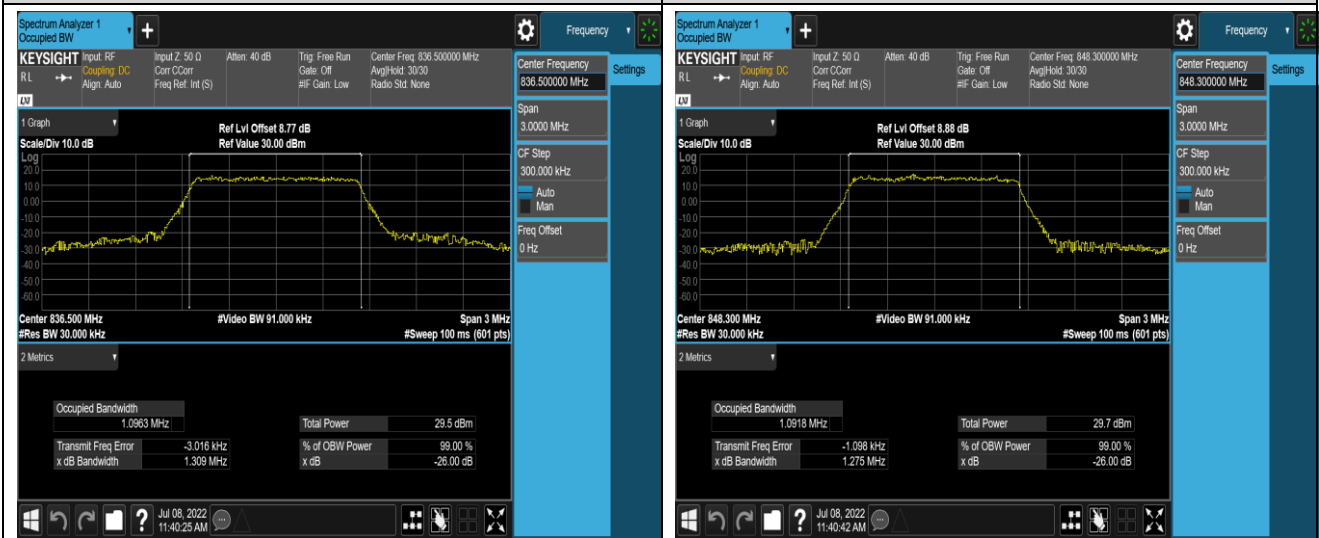 Spectrum Analyzer 1
Occupied BW
+
Frequency
KEYSIGHT Input: RF Input Z: 50 Ω Atten: 40 dB Trig: Free Run Center Freq: 836.500000 MHz
Coupling: DC Corr CCorr Gate: Off Avg|Hold: 30/30
RL Align: Auto Freq Ref: Int (S) #IF Gain: Low Radio Std: None
LXI
Center Frequency
836.500000 MHz
Settings
Span
3.0000 MHz
CF Step
300.000 kHz
Auto
Man
Freq Offset
0 Hz
1 Graph
Ref Lvl Offset 8.77 dB
Scale/Div 10.0 dB Ref Value 30.00 dBm
Log
20.0
10.0
0.00
-10.0
-20.0
-30.0
-40.0
-50.0
-60.0
Center 836.500 MHz #Video BW 91.000 kHz Span 3 MHz
#Res BW 30.000 kHz #Sweep 100 ms (601 pts)
2 Metrics
Occupied Bandwidth
1.0963 MHz Total Power 29.5 dBm
Transmit Freq Error -3.016 kHz % of OBW Power 99.00 %
x dB Bandwidth 1.309 MHz x dB -26.00 dB
? Jul 08, 2022
11:40:25 AM
Spectrum Analyzer 1
Occupied BW
+
Frequency
KEYSIGHT Input: RF Input Z: 50 Ω Atten: 40 dB Trig: Free Run Center Freq: 848.300000 MHz
Coupling: DC Corr CCorr Gate: Off Avg|Hold: 30/30
RL Align: Auto Freq Ref: Int (S) #IF Gain: Low Radio Std: None
LXI
Center Frequency
848.300000 MHz
Settings
Span
3.0000 MHz
CF Step
300.000 kHz
Auto
Man
Freq Offset
0 Hz
1 Graph
Ref Lvl Offset 8.88 dB
Scale/Div 10.0 dB Ref Value 30.00 dBm
Log
20.0
10.0
0.00
-10.0
-20.0
-30.0
-40.0
-50.0
-60.0
Center 848.300 MHz #Video BW 91.000 kHz Span 3 MHz
#Res BW 30.000 kHz #Sweep 100 ms (601 pts)
2 Metrics
Occupied Bandwidth
1.0918 MHz Total Power 29.7 dBm
Transmit Freq Error -1.098 kHz % of OBW Power 99.00 %
x dB Bandwidth 1.275 MHz x dB -26.00 dB
? Jul 08, 2022
11:40:42 AM